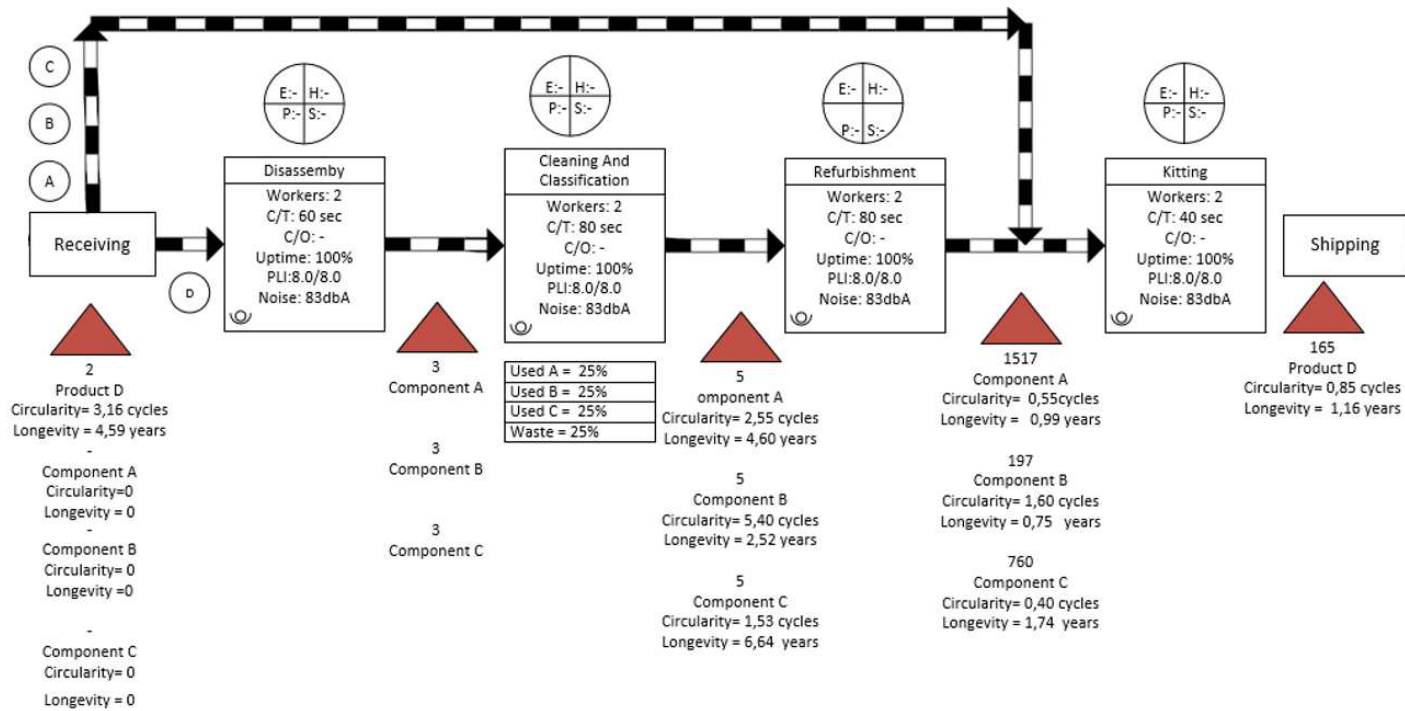 C
B
A
Receiving
D
2
Product D
Circularity= 3,16 cycles
Longevity = 4,59 years
-
Component A
Circularity=0
Longevity = 0
-
Component B
Circularity= 0
Longevity =0
-
Component C
Circularity= 0
Longevity = 0
E:- H:-
P:- S:-
Disassemby
Workers: 2
C/T: 60 sec
C/O: -
Uptime: 100%
PLI:8.0/8.0
Noise: 83dbA
3
Component A
3
Component B
3
Component C
E:- H:-
P:- S:-
Cleaning And
Classification
Workers: 2
C/T: 80 sec
C/O: -
Uptime: 100%
PLI:8.0/8.0
Noise: 83dbA
Used A = 25%
Used B = 25%
Used C = 25%
Waste = 25%
5
omponent A
Circularity= 2,55 cycles
Longevity = 4,60 years
5
Component B
Circularity= 5,40 cycles
Longevity = 2,52 years
5
Component C
Circularity= 1,53 cycles
Longevity = 6,64 years
E:- H:-
P:- S:-
Refurbishment
Workers: 2
C/T: 80 sec
C/O: -
Uptime: 100%
PLI:8.0/8.0
Noise: 83dbA
1517
Component A
Circularity= 0,55cycles
Longevity = 0,99 years
197
Component B
Circularity= 1,60 cycles
Longevity = 0,75 years
760
Component C
Circularity= 0,40 cycles
Longevity = 1,74 years
E:- H:-
P:- S:-
Kitting
Workers: 2
C/T: 40 sec
C/O: -
Uptime: 100%
PLI:8.0/8.0
Noise: 83dbA
Shipping
165
Product D
Circularity= 0,85 cycles
Longevity = 1,16 years